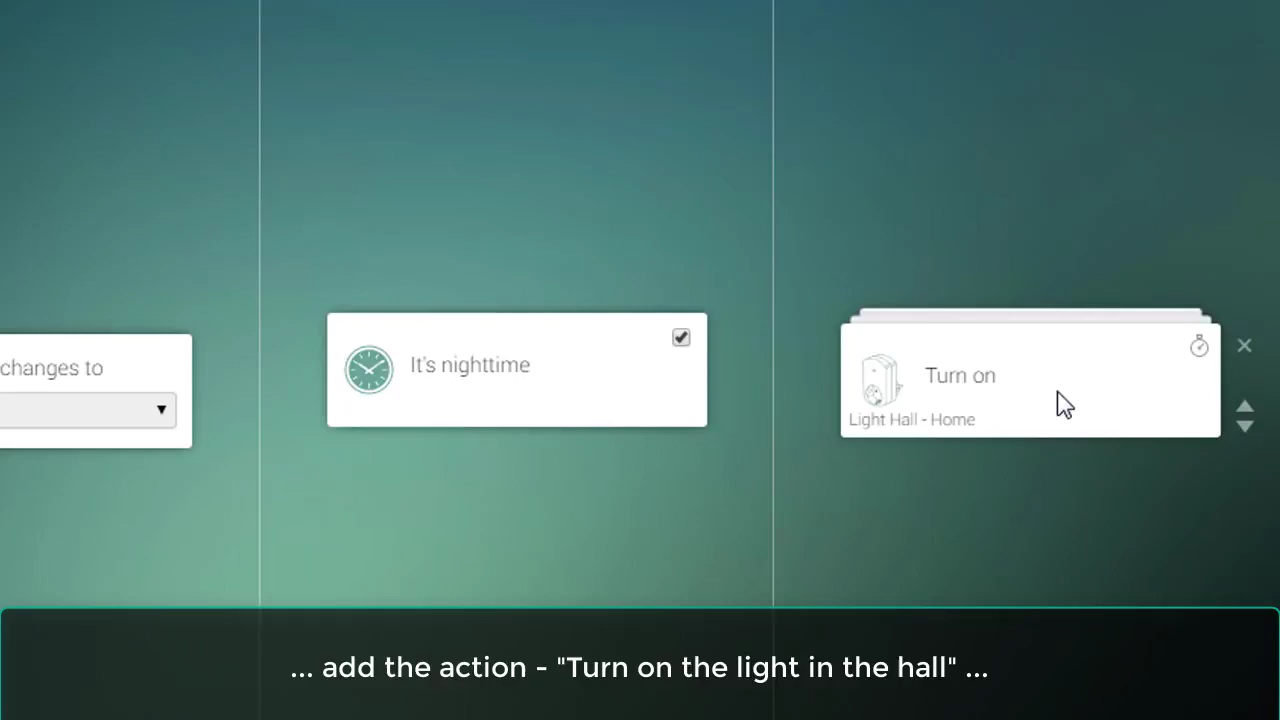 changes to
It's nighttime
Turn on
Light Hall - Home
... add the action - "Turn on the light in the hall" ...